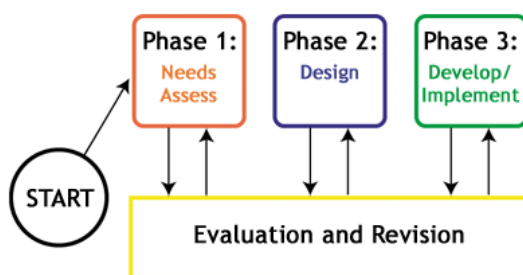 Phase 1:
Needs
Assess
Phase 2:
Design
Phase 3:
Develop/
Implement
START
Evaluation and Revision